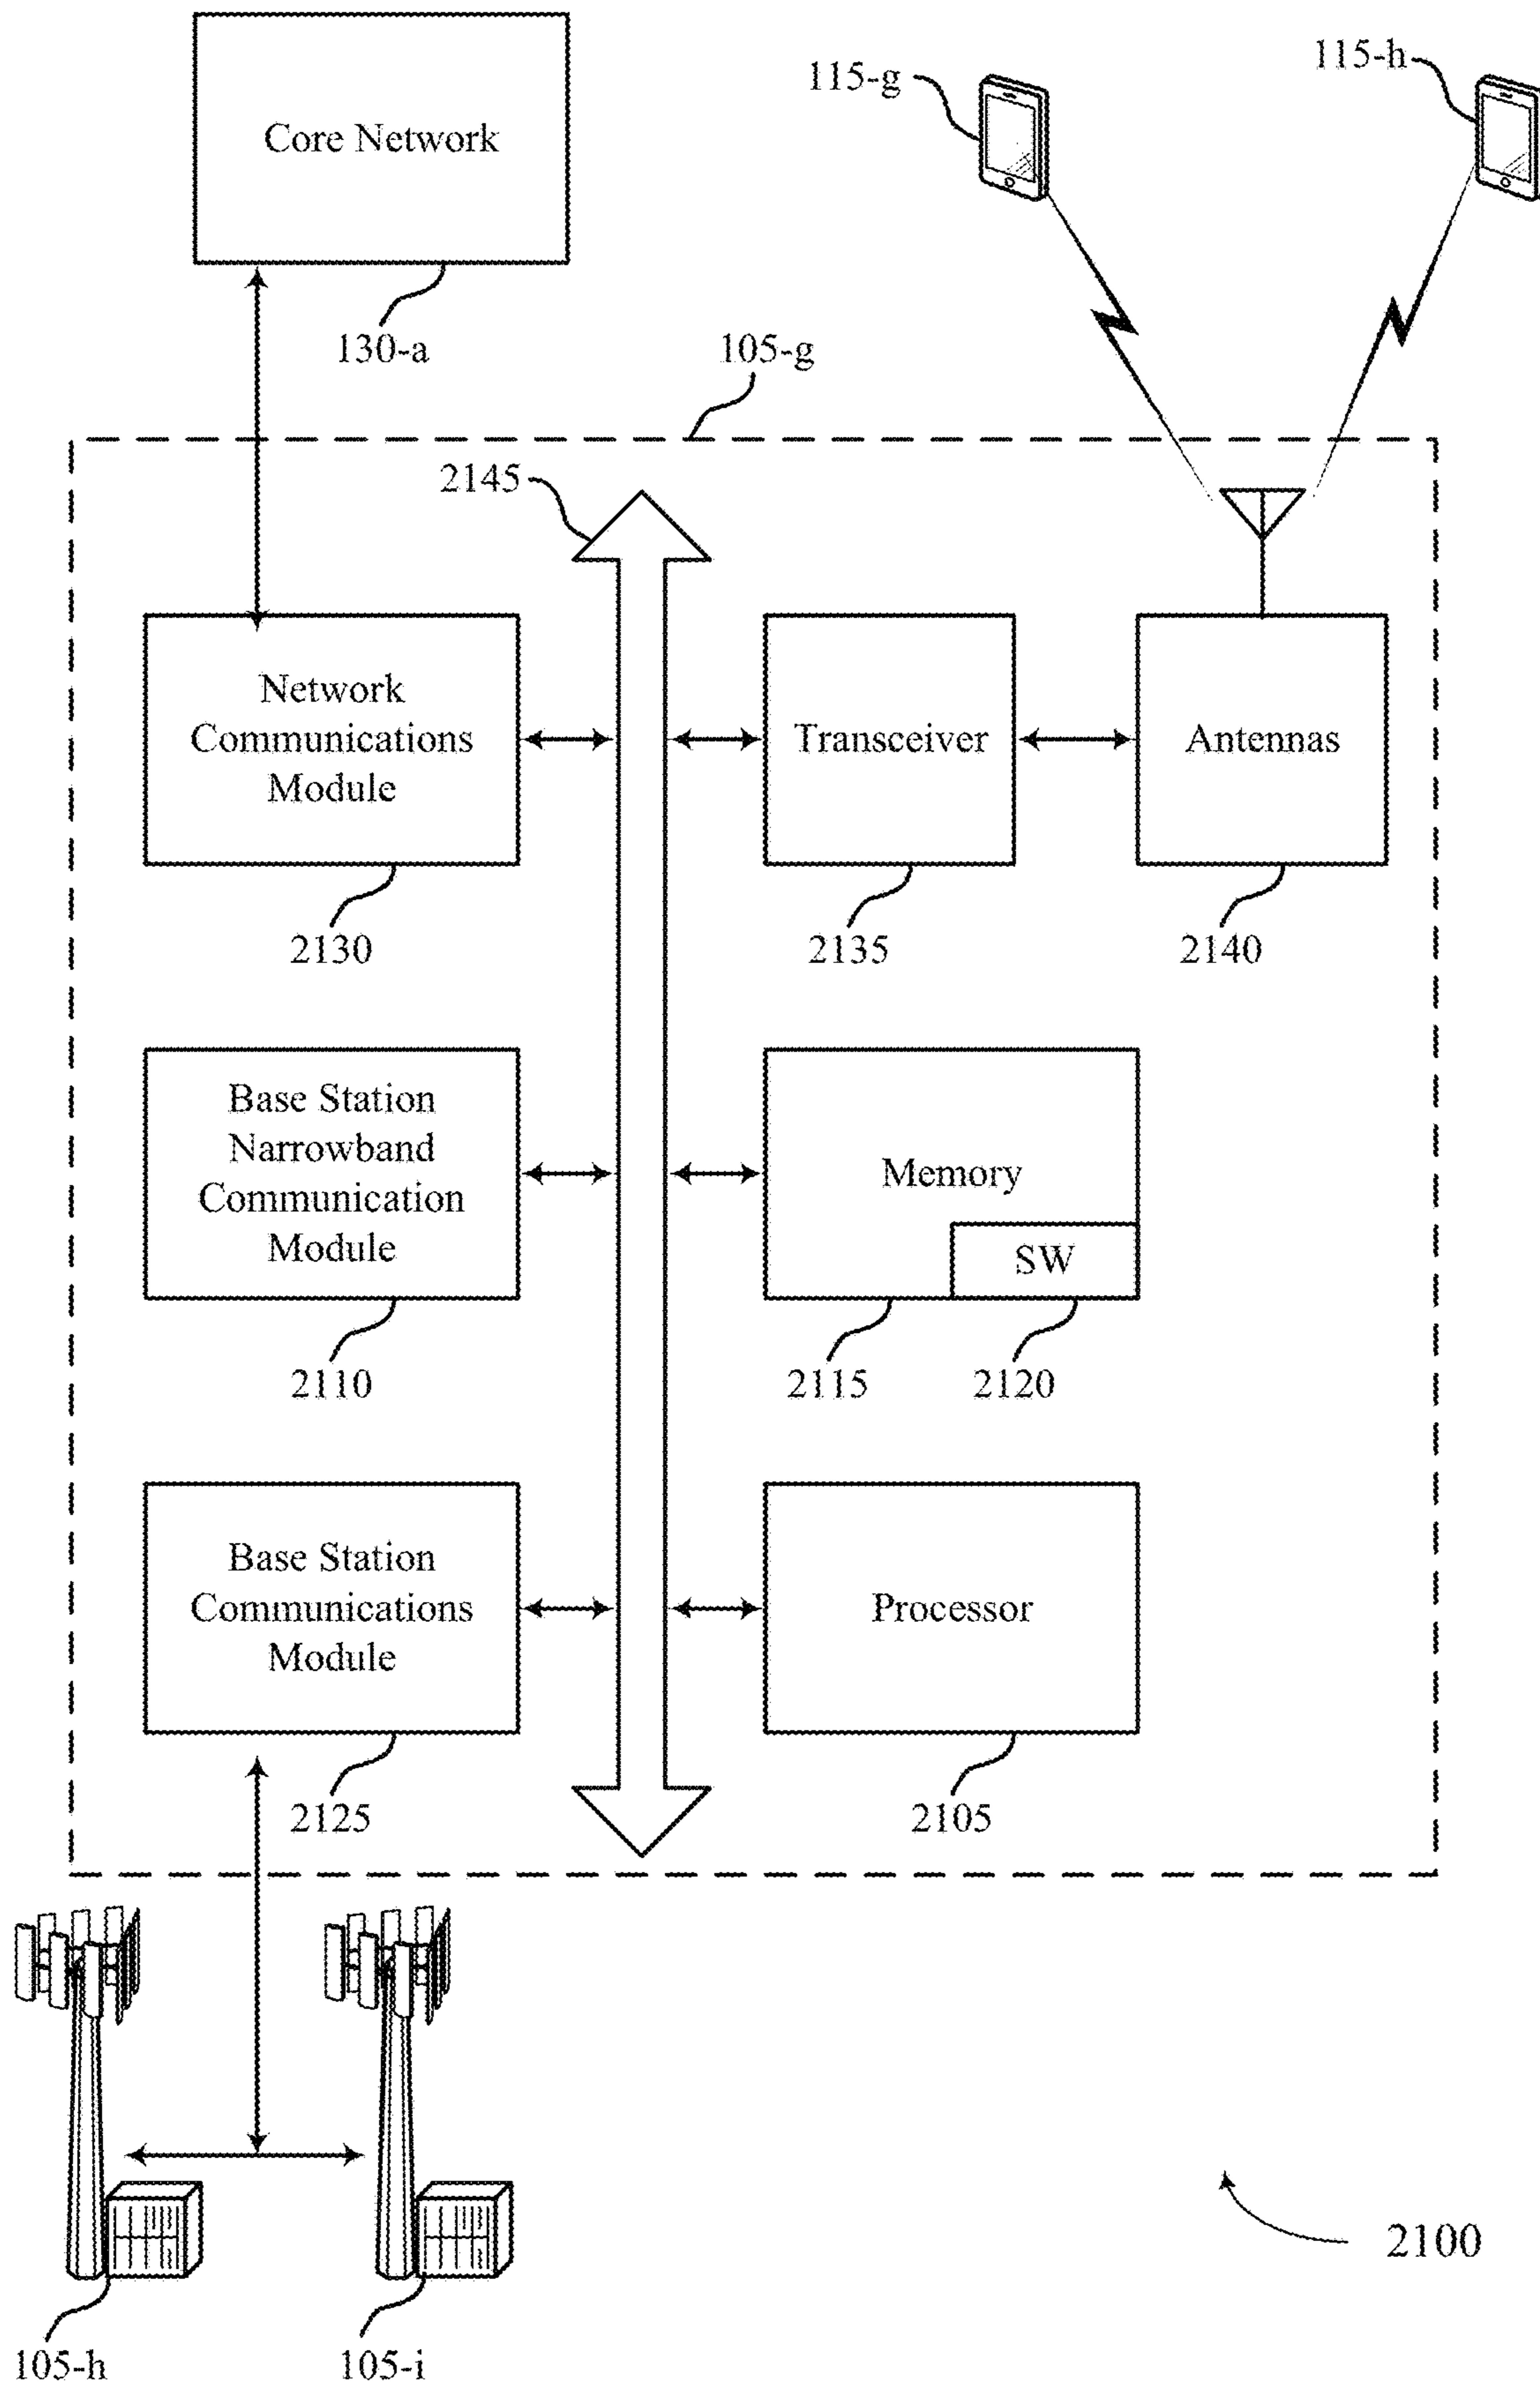 Core Network
130-a
115-g
115-h
105-g
2145
Network
Communications
Module
2130
Transceiver
2135
Antennas
2140
Base Station
Narrowband
Communication
Module
2110
Memory
SW
2115
2120
Base Station
Communications
Module
2125
Processor
2105
105-h
105-i
2100